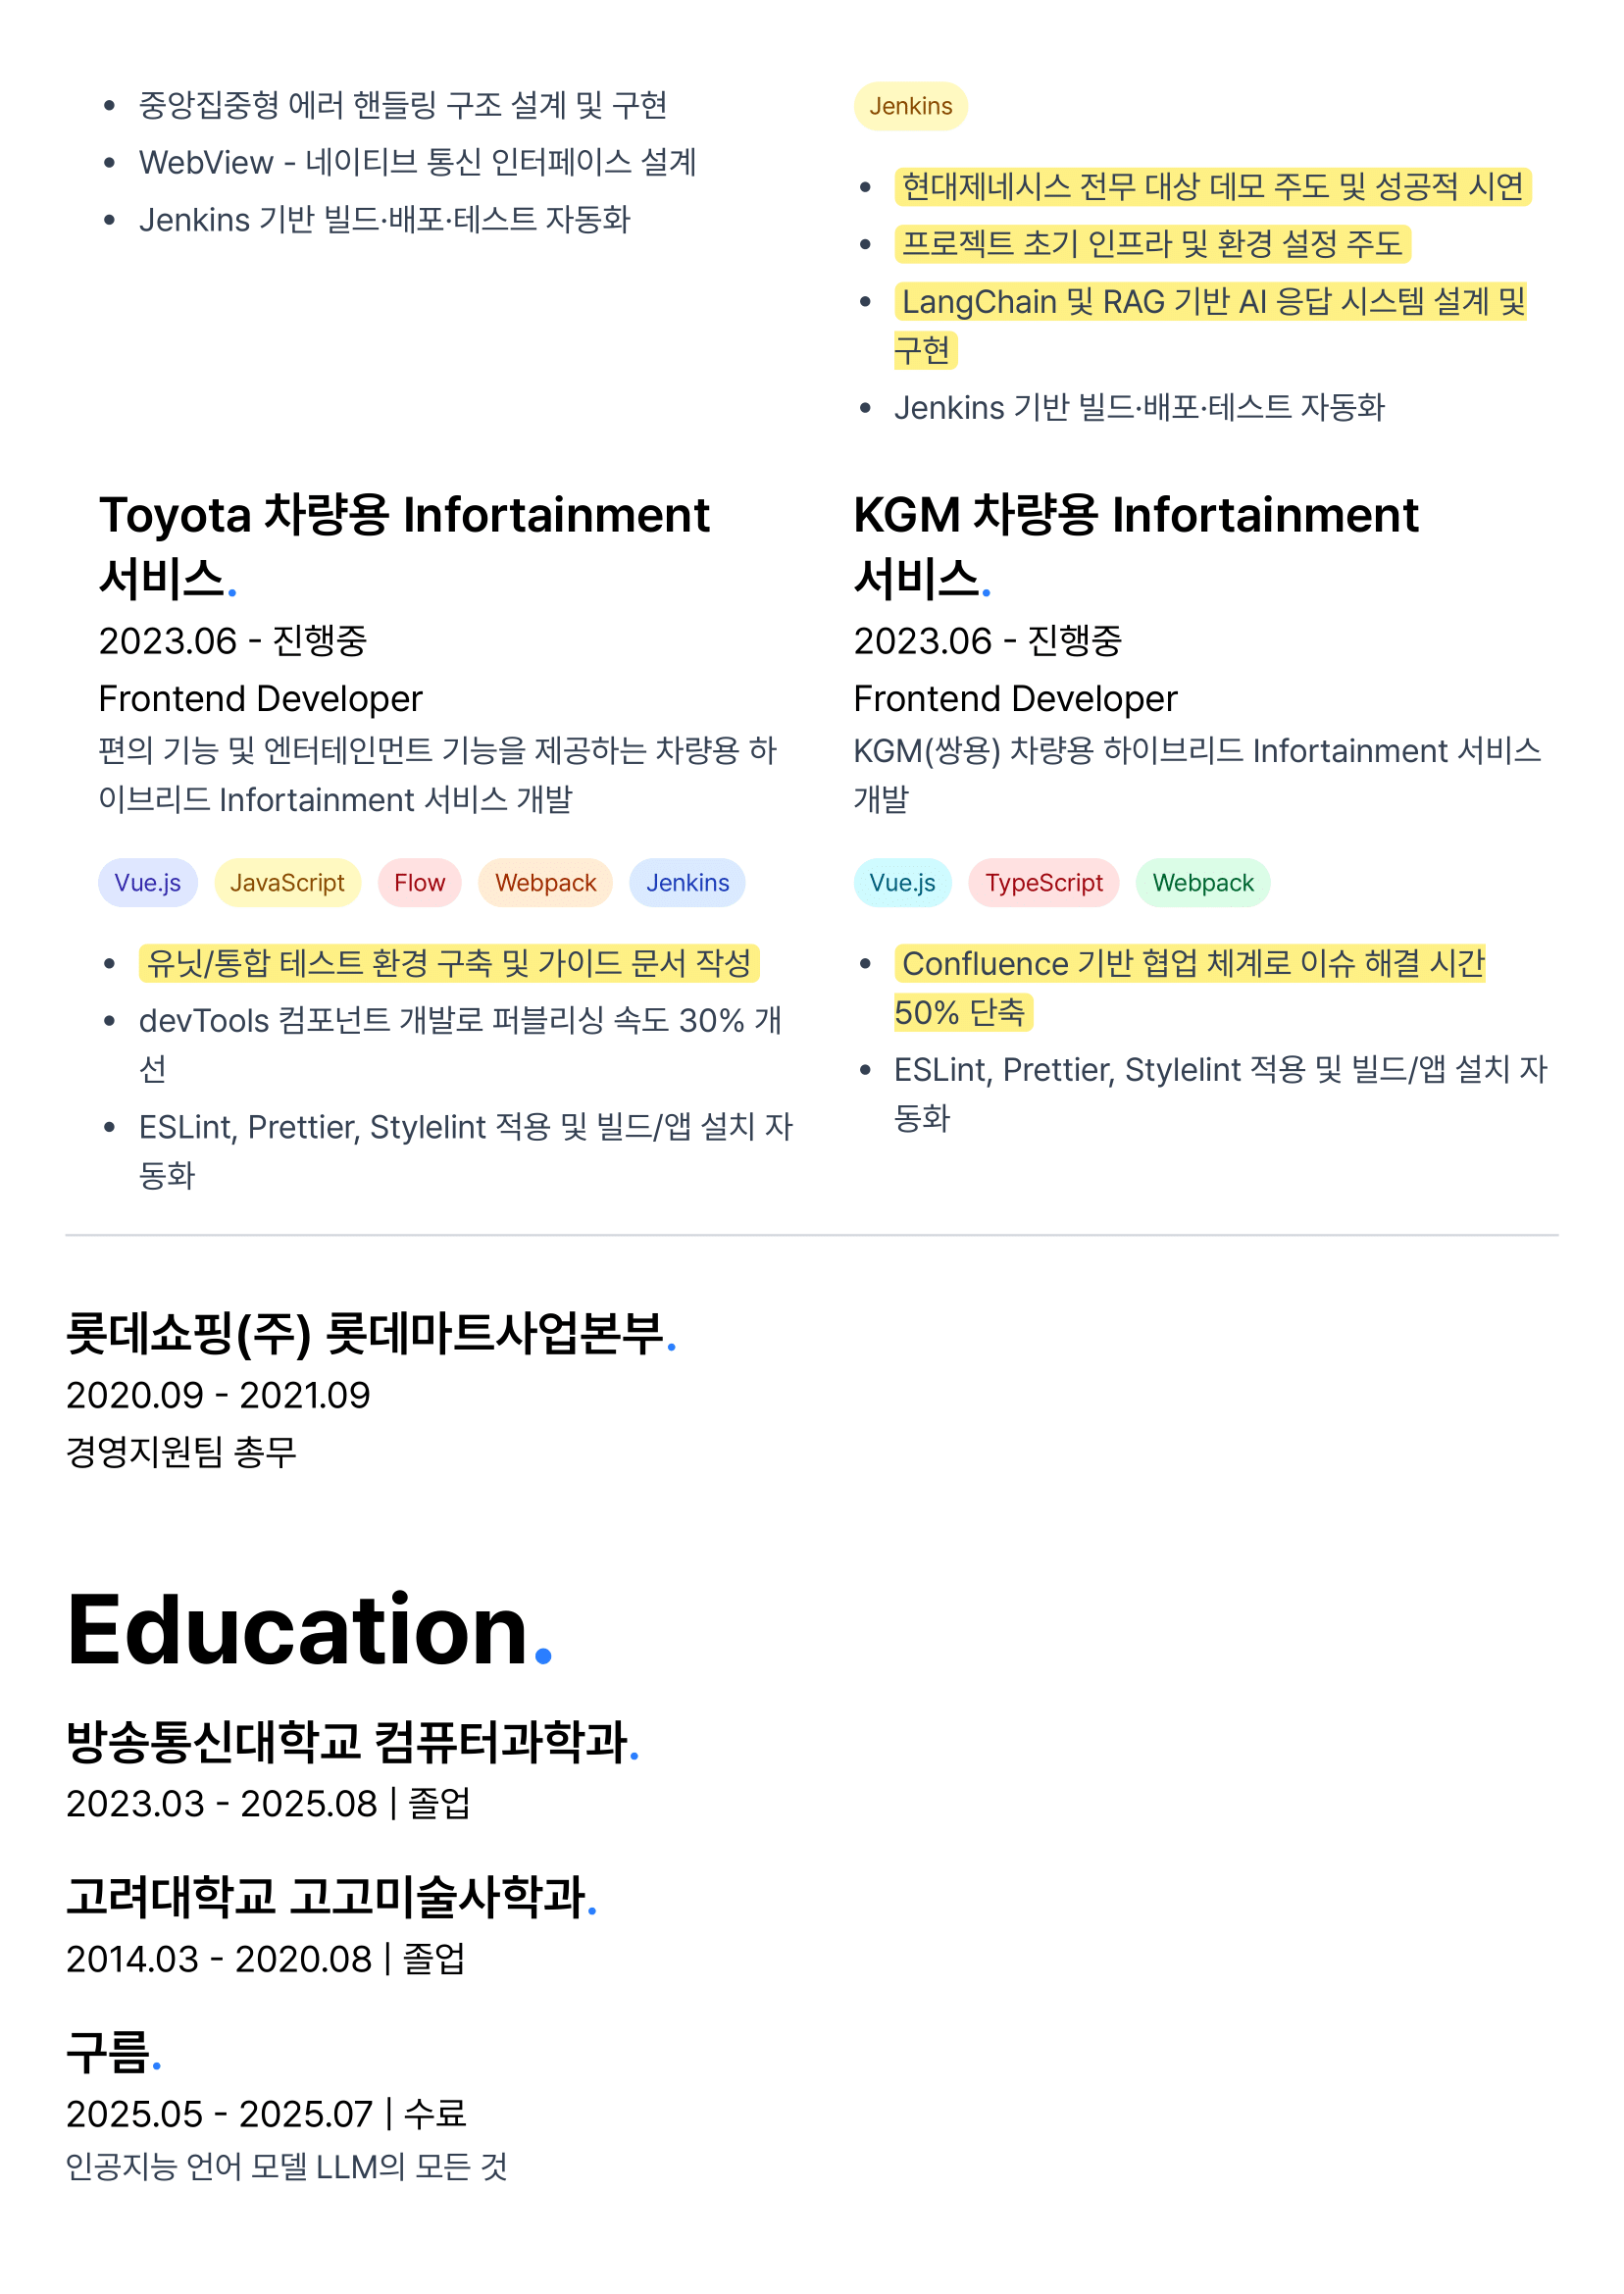 • 중앙집중형 에러 핸들링 구조 설계 및 구현
• WebView - 네이티브 통신 인터페이스 설계
• Jenkins 기반 빌드·배포·테스트 자동화
Jenkins
• 현대제네시스 전무 대상 데모 주도 및 성공적 시연
• 프로젝트 초기 인프라 및 환경 설정 주도
• LangChain 및 RAG 기반 AI 응답 시스템 설계 및
구현
• Jenkins 기반 빌드·배포·테스트 자동화
Toyota 차량용 Infortainment
서비스.
2023.06 - 진행중
Frontend Developer
편의 기능 및 엔터테인먼트 기능을 제공하는 차량용 하
이브리드 Infortainment 서비스 개발
Vue.js JavaScript Flow Webpack Jenkins
• 유닛/통합 테스트 환경 구축 및 가이드 문서 작성
• devTools 컴포넌트 개발로 퍼블리싱 속도 30% 개
선
• ESLint, Prettier, Stylelint 적용 및 빌드/앱 설치 자
동화
KGM 차량용 Infortainment
서비스.
2023.06 - 진행중
Frontend Developer
KGM(쌍용) 차량용 하이브리드 Infortainment 서비스
개발
Vue.js TypeScript Webpack
• Confluence 기반 협업 체계로 이슈 해결 시간
50% 단축
• ESLint, Prettier, Stylelint 적용 및 빌드/앱 설치 자
동화
롯데쇼핑(주) 롯데마트사업본부.
2020.09 - 2021.09
경영지원팀 총무
Education.
방송통신대학교 컴퓨터과학과.
2023.03 - 2025.08 | 졸업
고려대학교 고고미술사학과.
2014.03 - 2020.08 | 졸업
구름.
2025.05 - 2025.07 | 수료
인공지능 언어 모델 LLM의 모든 것